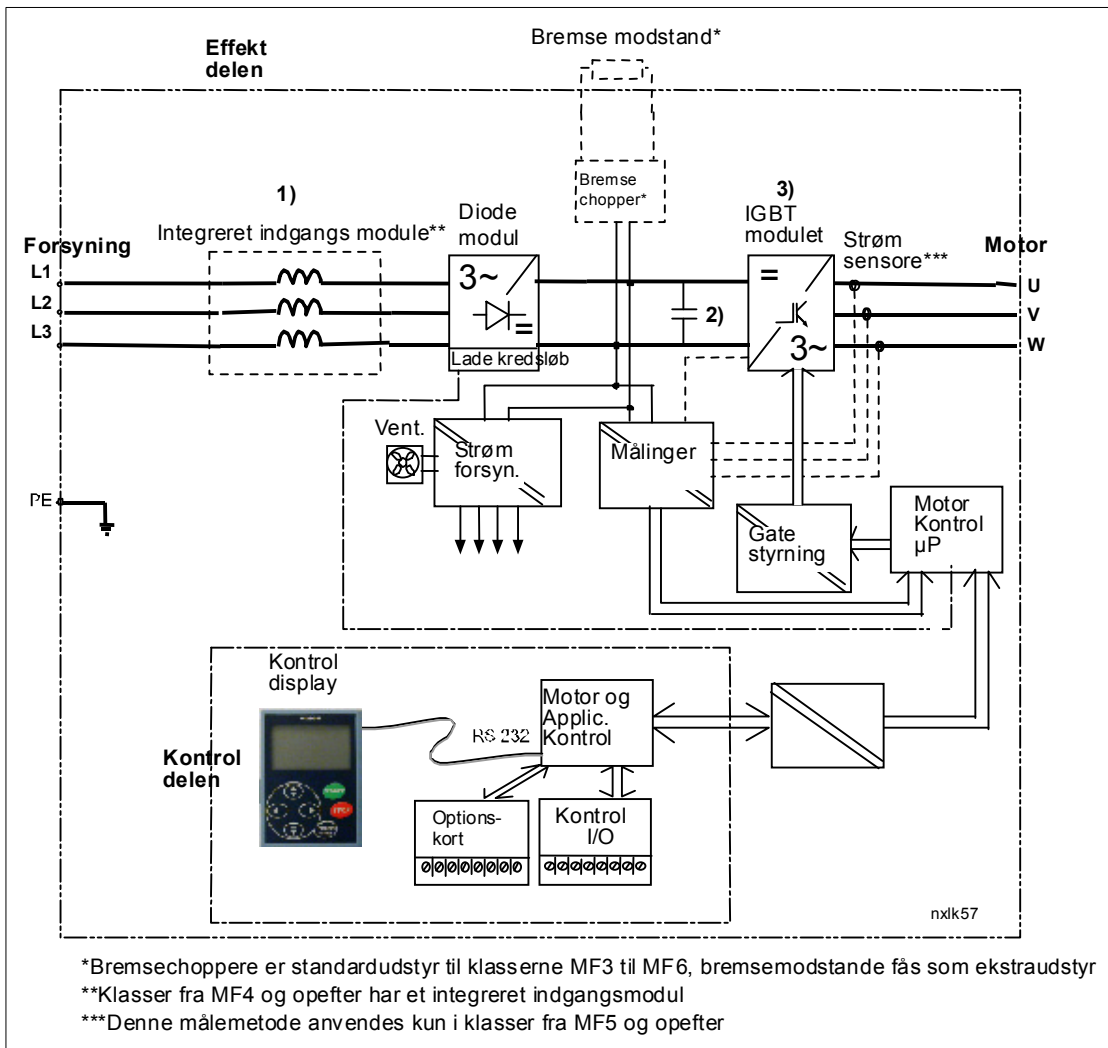 Bremse modstand*
Effekt
delen
Bremse
chopper*
1)
3)
Diode
modul
IGBT
modulet
Integreret indgangs module**
Strøm
sensore***
Forsyning
Motor
L1
L2
L3
3~
=
=
3~
2)
U
V
W
Lade kredsløb
Vent.
Strøm
forsyn.
Målinger
PE
Gate
styrning
Motor
Kontrol
µP
Kontrol
display
Motor og
Applic.
Kontrol
RS 232
Kontrol
delen
Options-
kort
Kontrol
I/O
nxlk57
*Bremsechoppere er standardudstyr til klasserne MF3 til MF6, bremsemodstande fås som ekstraudstyr
**Klasser fra MF4 og opefter har et integreret indgangsmodul
***Denne målemetode anvendes kun i klasser fra MF5 og opefter